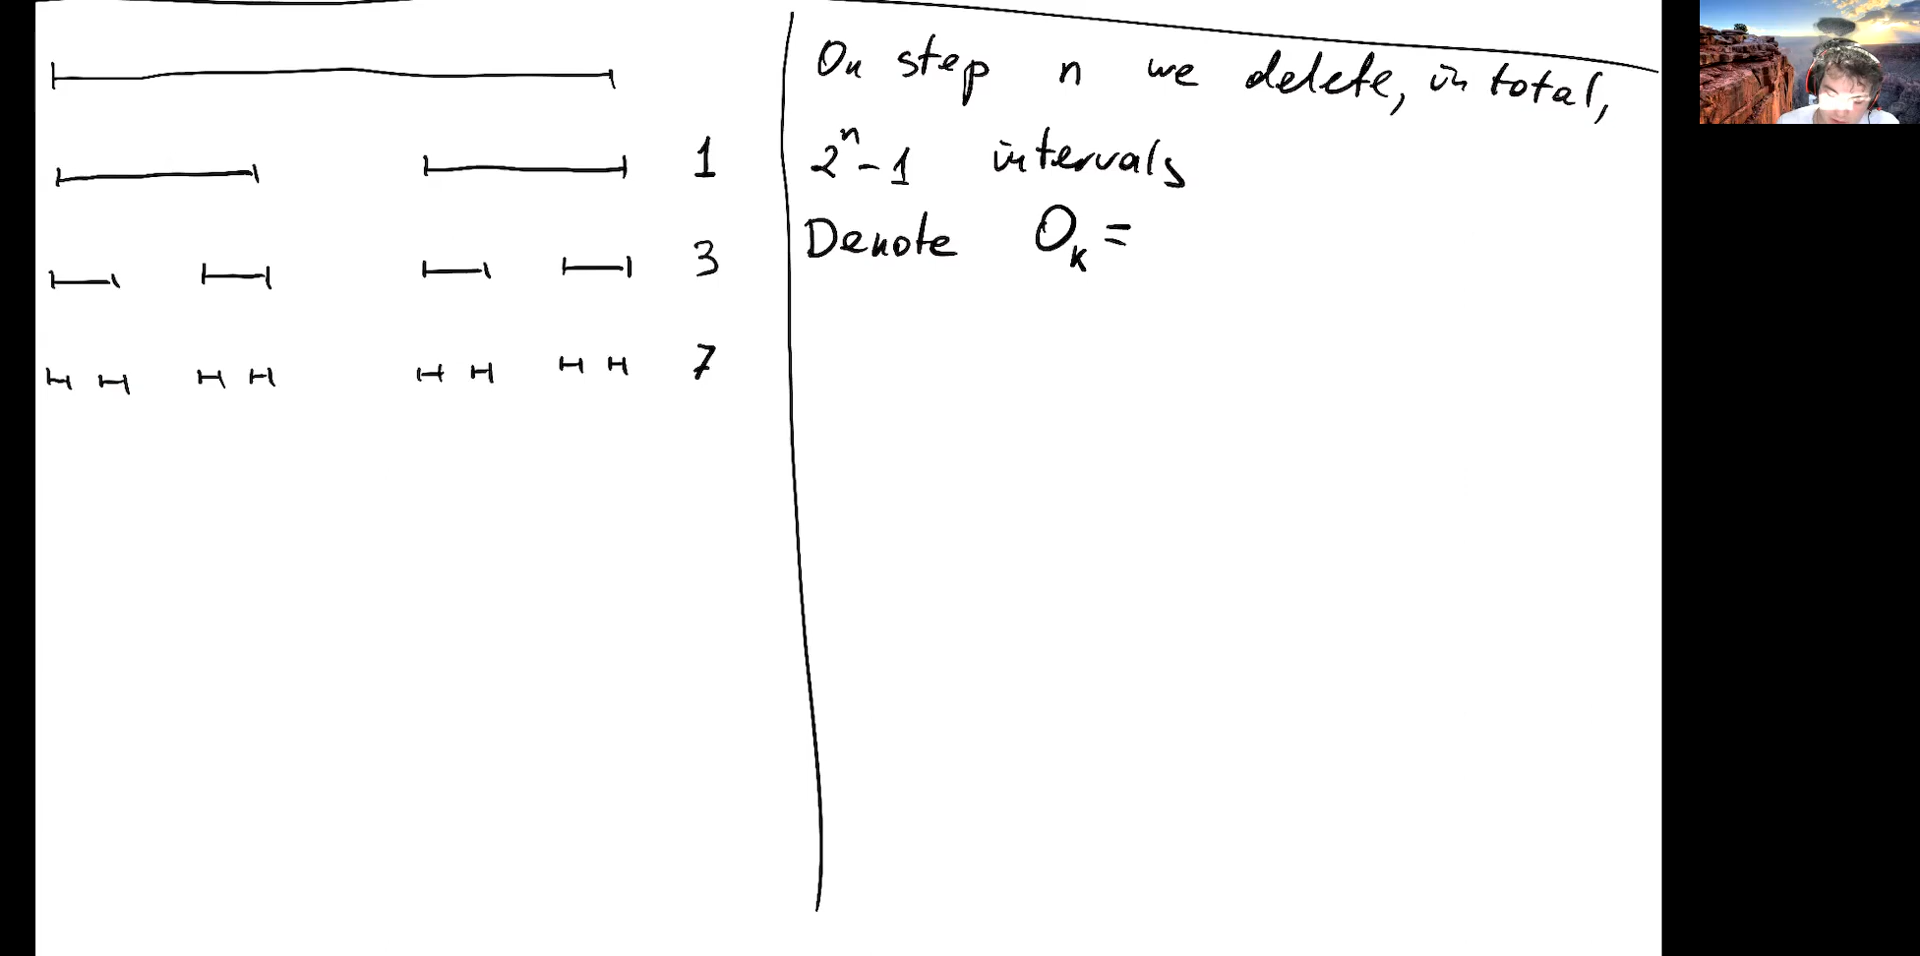 1
3
7
On step n we delete, in total,
2^n - 1 intervals
Denote O_k =